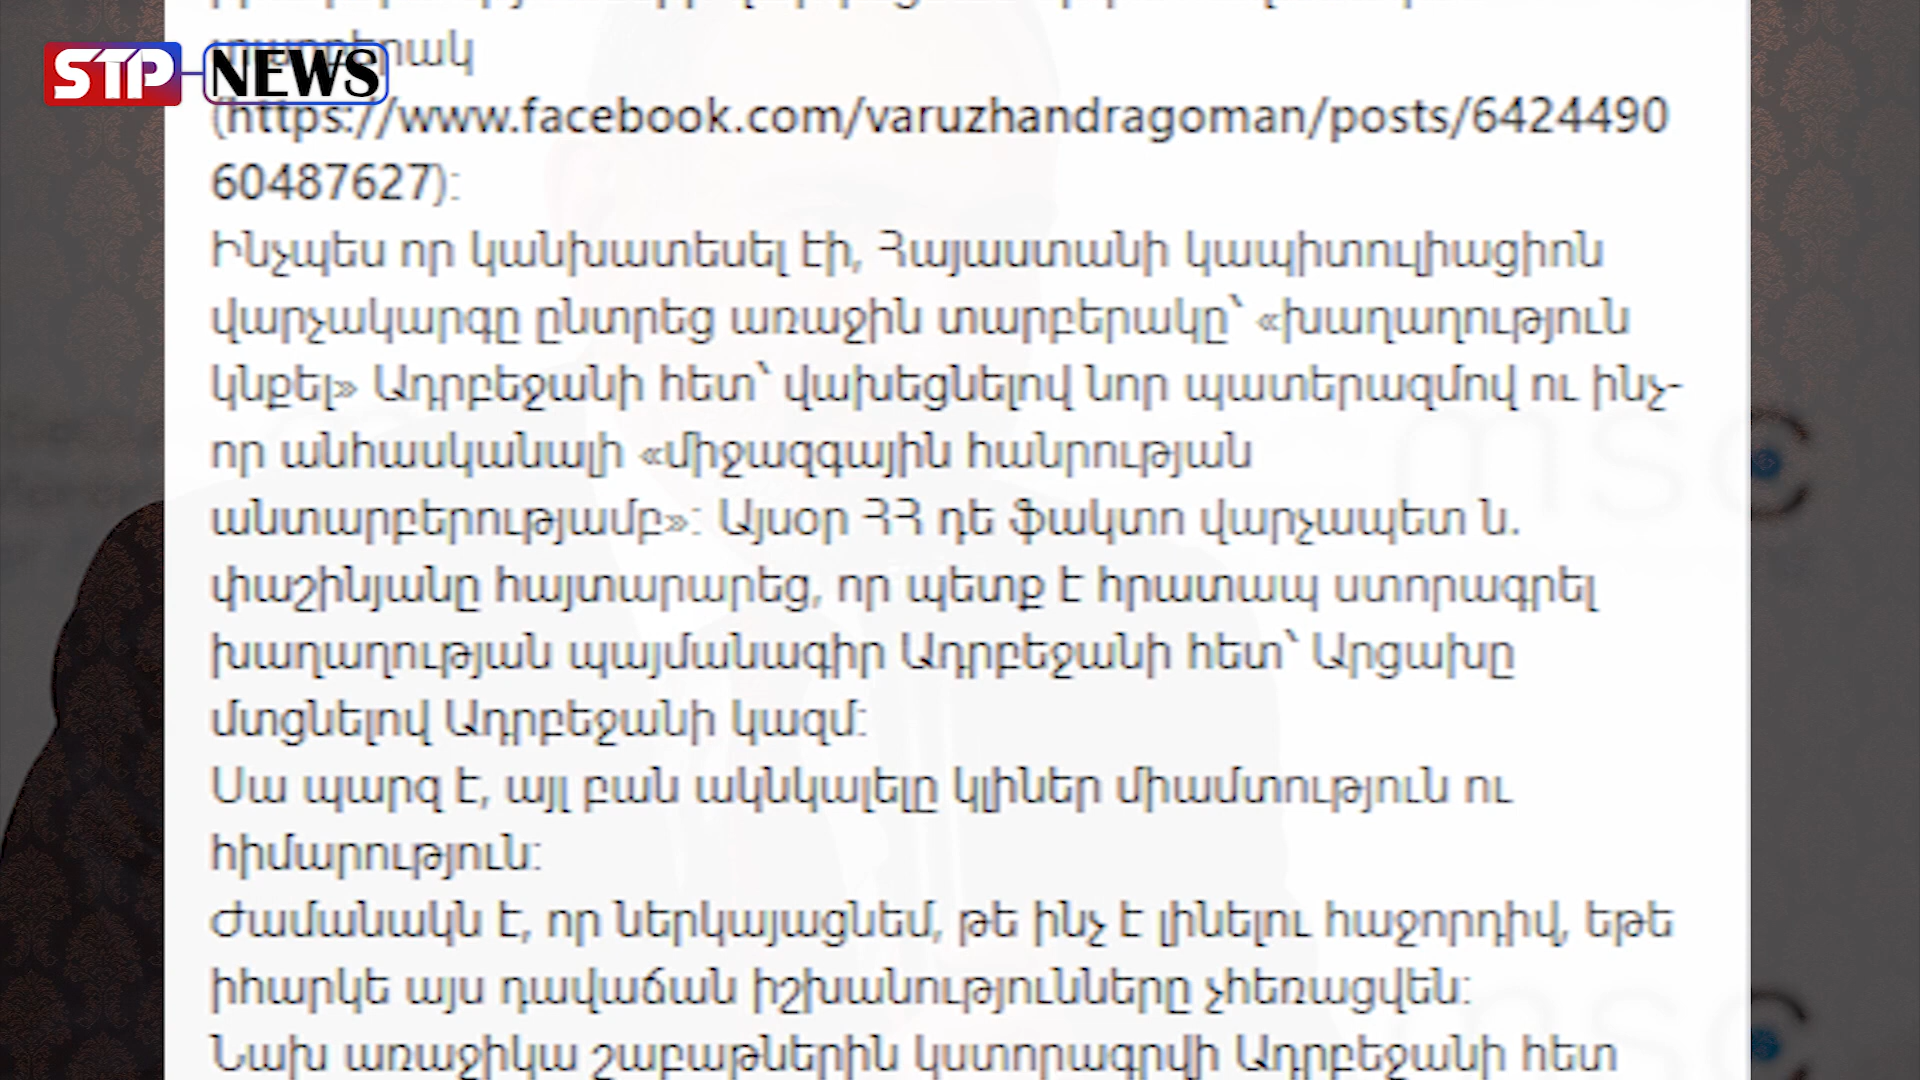 STP NEWS
(https://www.facebook.com/varuzhandragoman/posts/6424490
60487627)։
Ինչպես որ կանխատեսել էի, Հայաստանի կապիտուլիացիոն
վարչակարգը ընտրեց առաջին տարբերակը՝ «խաղաղություն
կնքել» Ադրբեջանի հետ՝ վախեցնելով նոր պատերազմով ու ինչ-
որ անհասկանալի «միջազգային հանրության
անտարբերությամբ»։ Այսօր ՀՀ դե ֆակտո վարչապետ ն.
փաշինյանը հայտարարեց, որ պետք է հրատապ ստորագրել
խաղաղության պայմանագիր Ադրբեջանի հետ՝ Արցախը
մտցնելով Ադրբեջանի կազմ։
Սա պարզ է, այլ բան ակնկալելը կլիներ միամտություն ու
հիմարություն։
Ժամանակն է, որ ներկայացնեմ, թե ինչ է լինելու հաջորդիվ, եթե
իհարկե այս դավաճան իշխանությունները չհեռացվեն։
Նախ առաջիկա շաբաթներին կստորագրվի Ադրբեջանի հետ